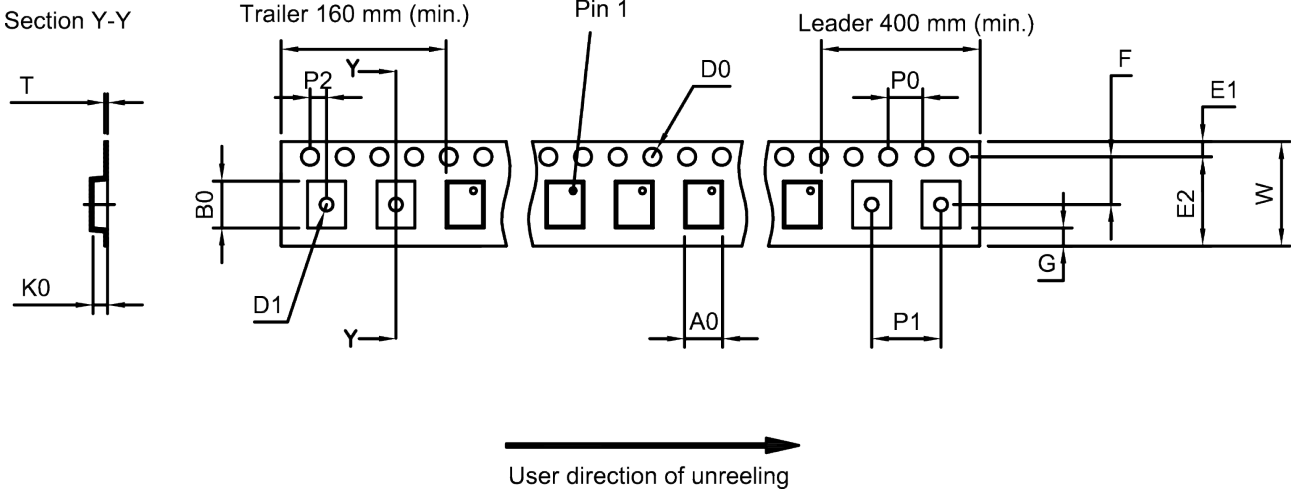 Section Y-Y
Trailer 160 mm (min.)
Pin 1
Leader 400 mm (min.)
T
P2
Y
D0
P0
F
E1
B0
E2
W
K0
D1
Y
A0
P1
G
User direction of unreeling